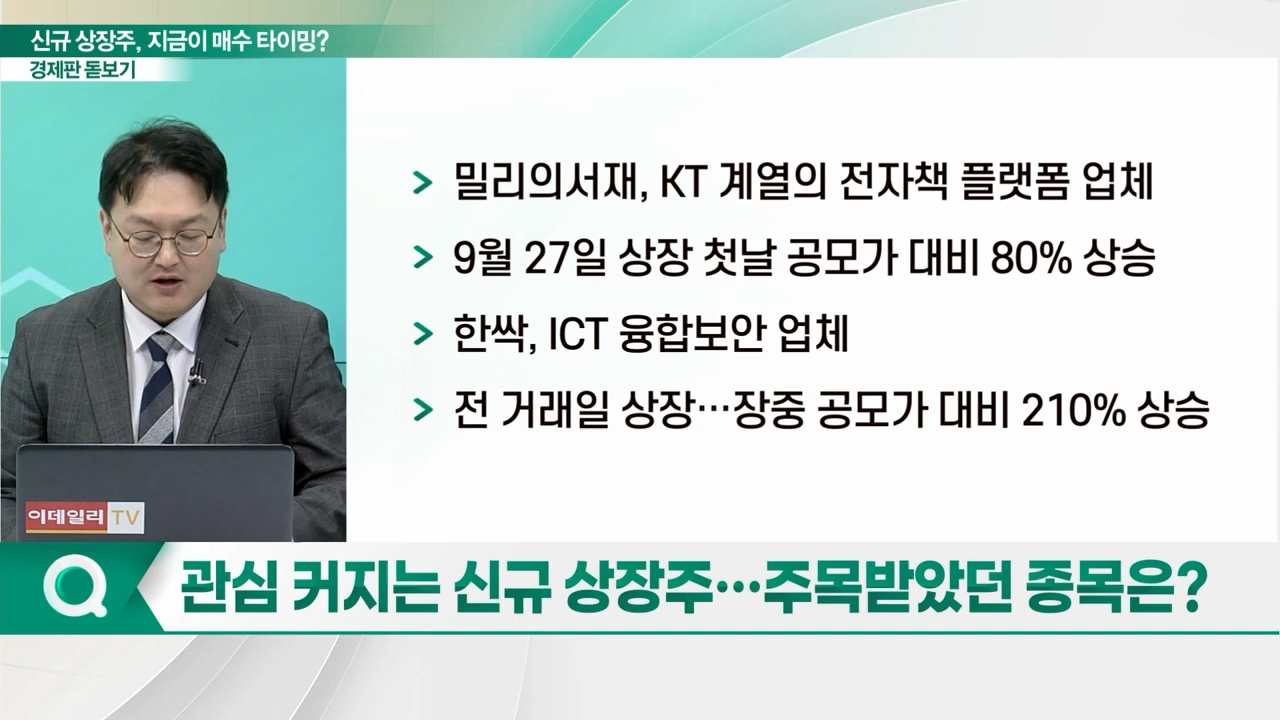 신규 상장주, 지금이 매수 타이밍?
경제판 돋보기
> 밀리의서재, KT 계열의 전자책 플랫폼 업체
> 9월 27일 상장 첫날 공모가 대비 80% 상승
> 한싹, ICT 융합보안 업체
> 전 거래일 상장…장중 공모가 대비 210% 상승
이데일리 TV
Q 관심 커지는 신규 상장주…주목받았던 종목은?